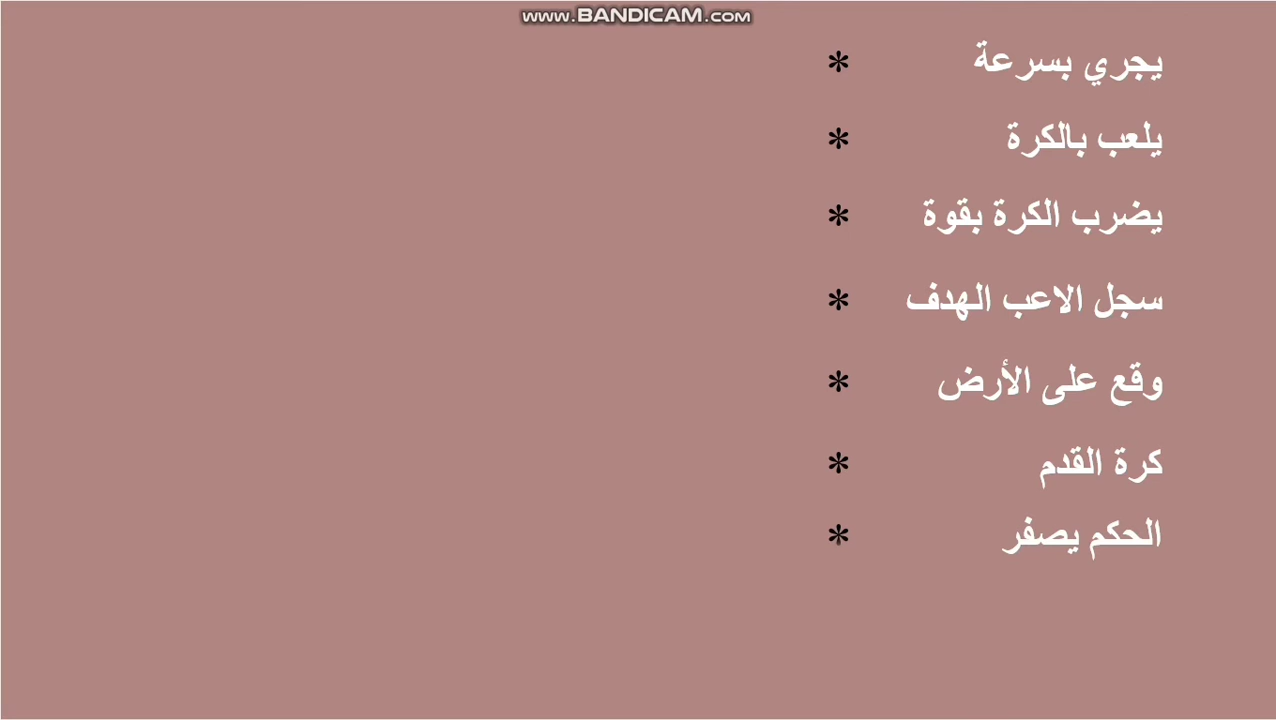 www.BANDICAM.com
يجري بسرعة *
يلعب بالكرة *
يضرب الكرة بقوة *
سجل الاعب الهدف *
وقع على الأرض *
كرة القدم *
الحكم يصفر *